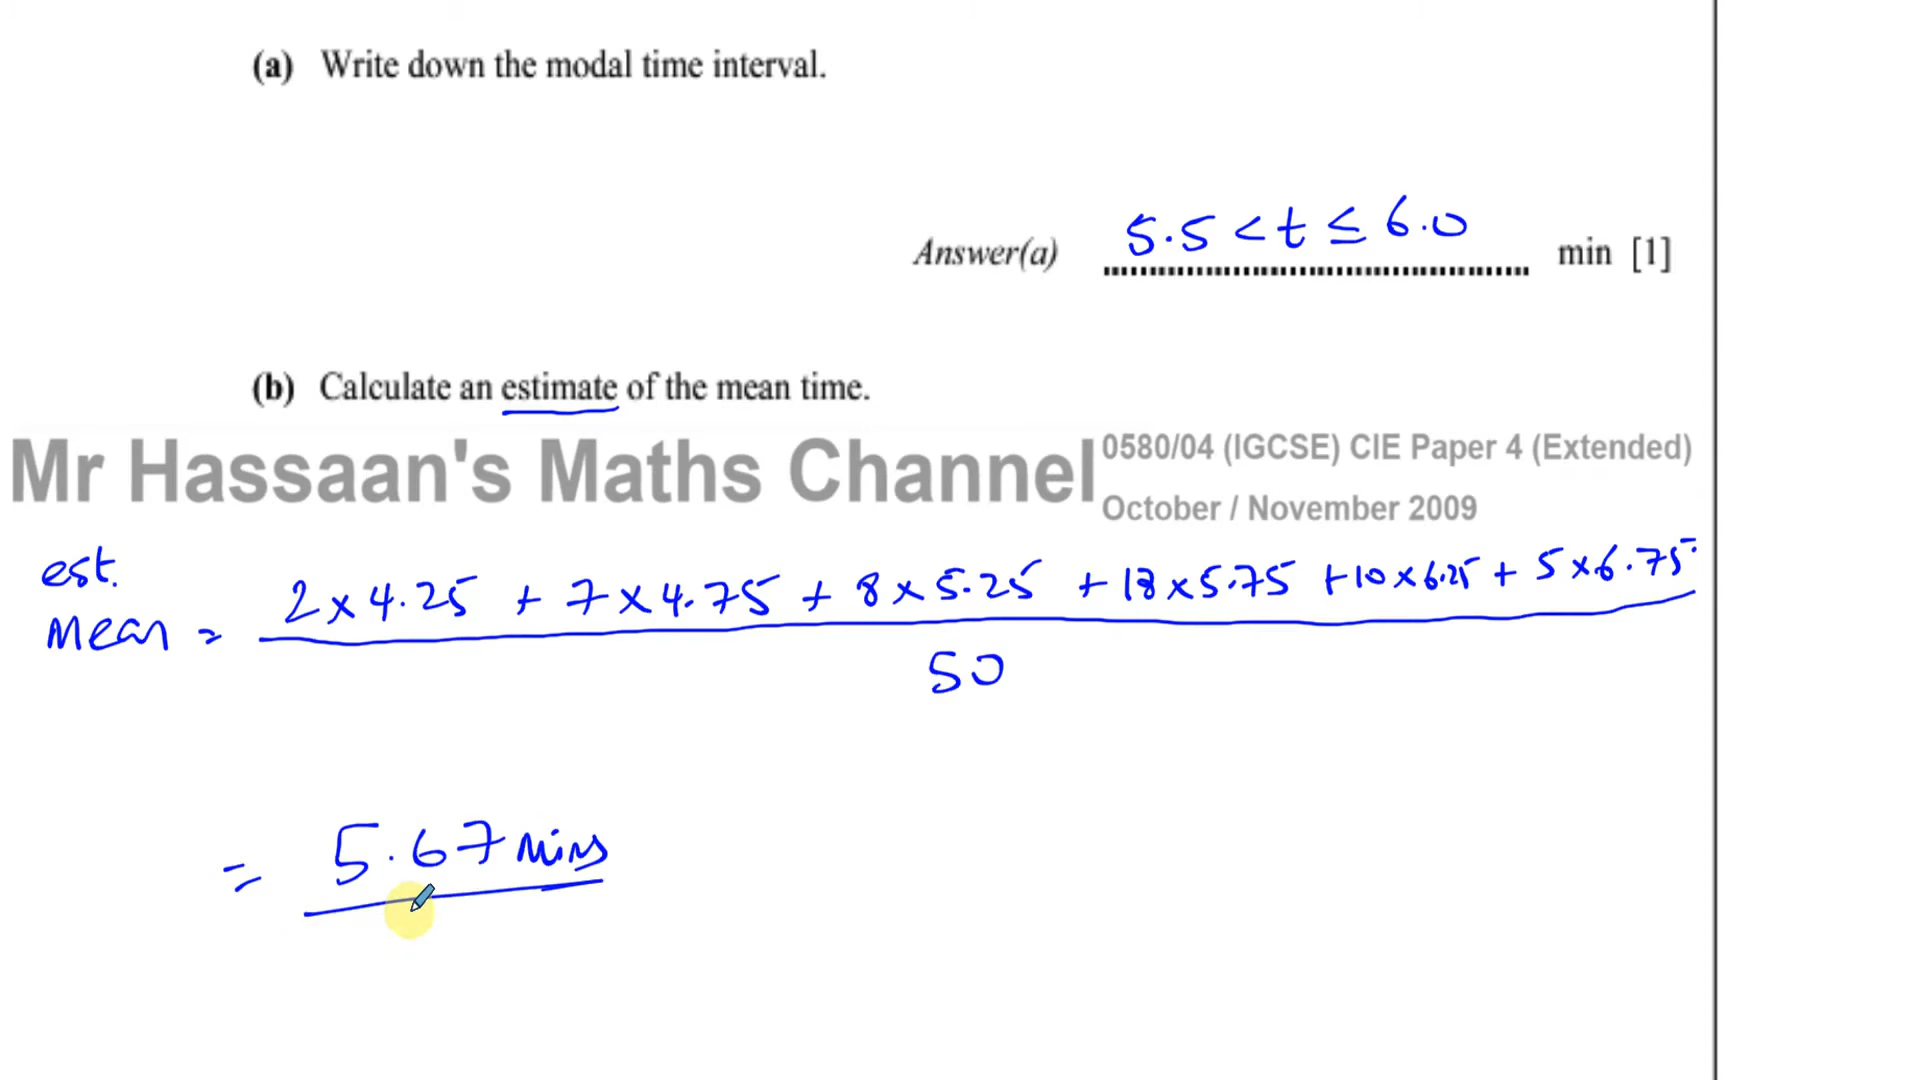 (a) Write down the modal time interval.
5.5 < t ≤ 6.0
Answer(a) ........................................ min [1]
(b) Calculate an estimate of the mean time.
Mr Hassaan's Maths Channel
0580/04 (IGCSE) CIE Paper 4 (Extended)
October / November 2009
est.
Mean =
2 x 4.25 + 7 x 4.75 + 8 x 5.25 + 18 x 5.75 + 10 x 6.25 + 5 x 6.75
50
= 5.67 mins